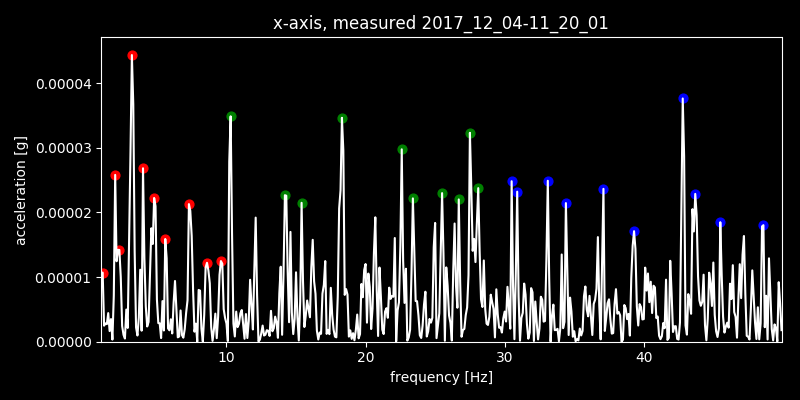 x-axis, measured 2017_12_04-11_20_01
0.00004
0.00003
0.00002
0.00001
0.00000
acceleration [g]
10 20 30 40
frequency [Hz]